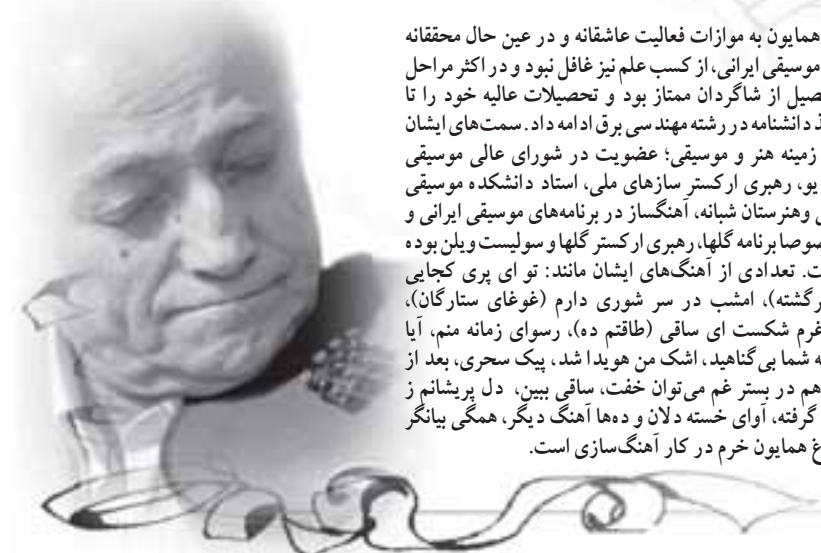 همایون به موازات فعالیت عاشقانه و در عین حال محققانه
موسیقی ایرانی، از کسب علم نیز غافل نبود و در اکثر مراحل
صیل از شاگردان ممتاز بود و تحصیلات عالیه خود را تا
ذ دانشنامه در رشته مهندسی برق ادامه داد. سمت‌های ایشان
زمینه هنر و موسیقی؛ عضویت در شورای عالی موسیقی
یو، رهبری ارکستر سازهای ملی، استاد دانشکده موسیقی
ی وهنرستان شبانه، آهنگساز در برنامه‌های موسیقی ایرانی و
صوصا برنامه گلها، رهبری ارکستر گلها و سولیست ویلن بوده
ت. تعدادی از آهنگ‌های ایشان مانند: تو ای پری کجایی
رگشته)، امشب در سر شوری دارم (غوغای ستارگان)،
غرم شکست ای ساقی (طاقتم ده)، رسوای زمانه منم، آیا
ه شما بی‌گناهید، اشک من هویدا شد، پیک سحری، بعد از
هم در بستر غم می‌توان خفت، ساقی ببین، دل پریشانم ز
گرفته، آوای خسته دلان و ده‌ها آهنگ دیگر، همگی بیانگر
غ همایون خرم در کار آهنگ‌سازی است.